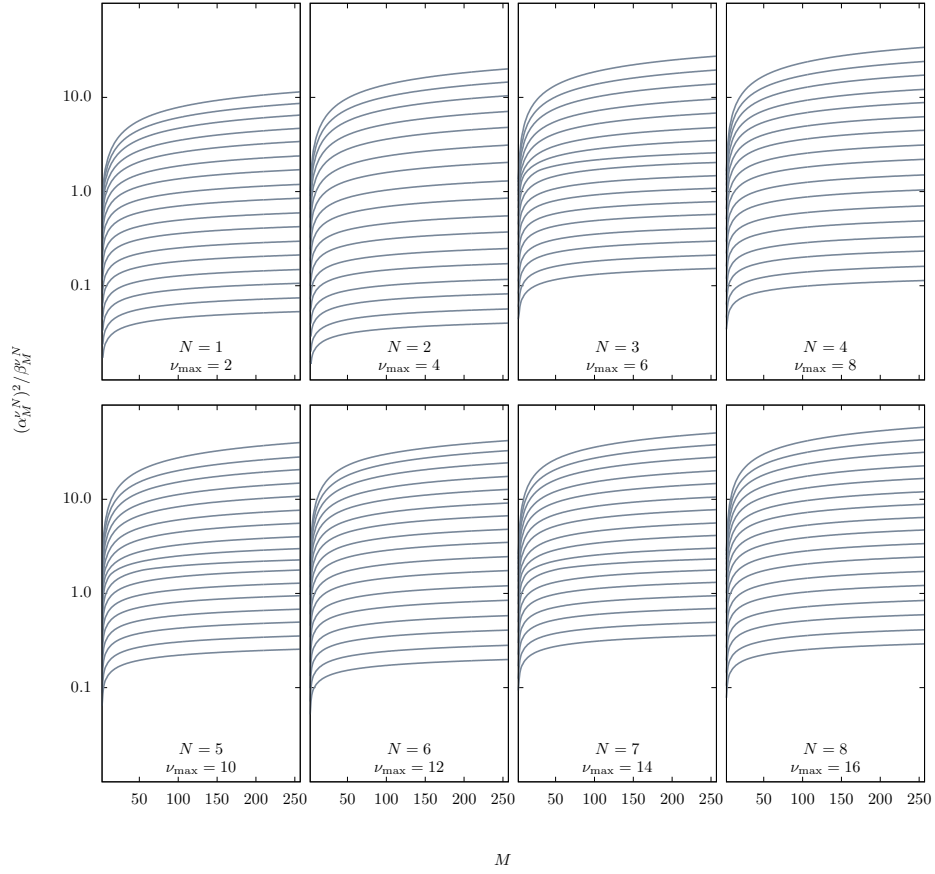 10.0
1.0
0.1
N = 1
ν_max = 2
N = 2
ν_max = 4
N = 3
ν_max = 6
N = 4
ν_max = 8
(α_M^{ν N})^2/β_M^{ν N}
10.0
1.0
0.1
N = 5
ν_max = 10
N = 6
ν_max = 12
N = 7
ν_max = 14
N = 8
ν_max = 16
50 100 150 200 250 50 100 150 200 250 50 100 150 200 250 50 100 150 200 250
M